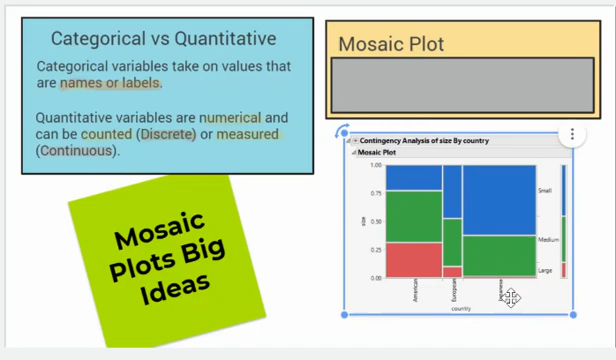 Categorical vs Quantitative
Categorical variables take on values that
are names or labels.
Quantitative variables are numerical and
can be counted (Discrete) or measured
(Continuous).
Mosaic Plot
Mosaic
Plots Big
Ideas
Contingency Analysis of size By country
Mosaic Plot
1.00
0.75
0.50
0.25
0.00
size
Small
Medium
Large
American
European
Japanese
country